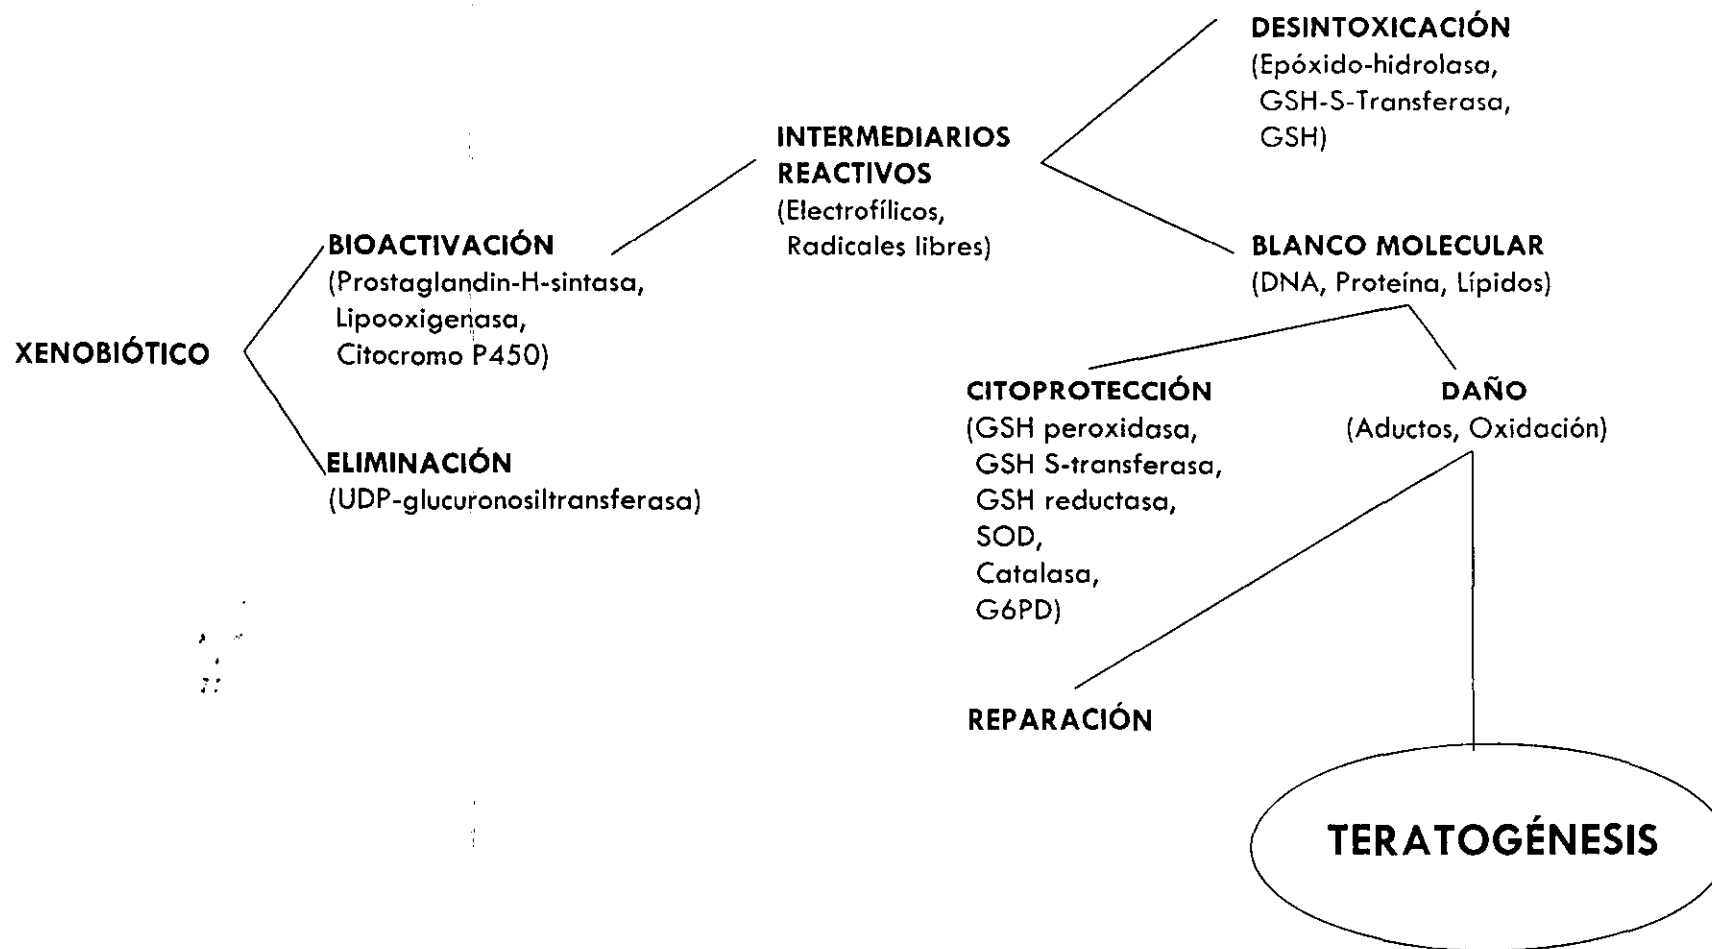 DESINTOXICACIÓN
(Epóxido-hidrolasa,
GSH-S-Transferasa,
GSH)
INTERMEDIARIOS
REACTIVOS
(Electrofílicos,
Radicales libres)
BIOACTIVACIÓN
(Prostaglandin-H-sintasa,
Lipooxigenasa,
Citocromo P450)
BLANCO MOLECULAR
(DNA, Proteína, Lípidos)
XENOBIÓTICO
ELIMINACIÓN
(UDP-glucuronosiltransferasa)
CITOPROTECCIÓN
(GSH peroxidasa,
GSH S-transferasa,
GSH reductasa,
SOD,
Catalasa,
G6PD)
DAÑO
(Aductos, Oxidación)
REPARACIÓN
TERATOGÉNESIS